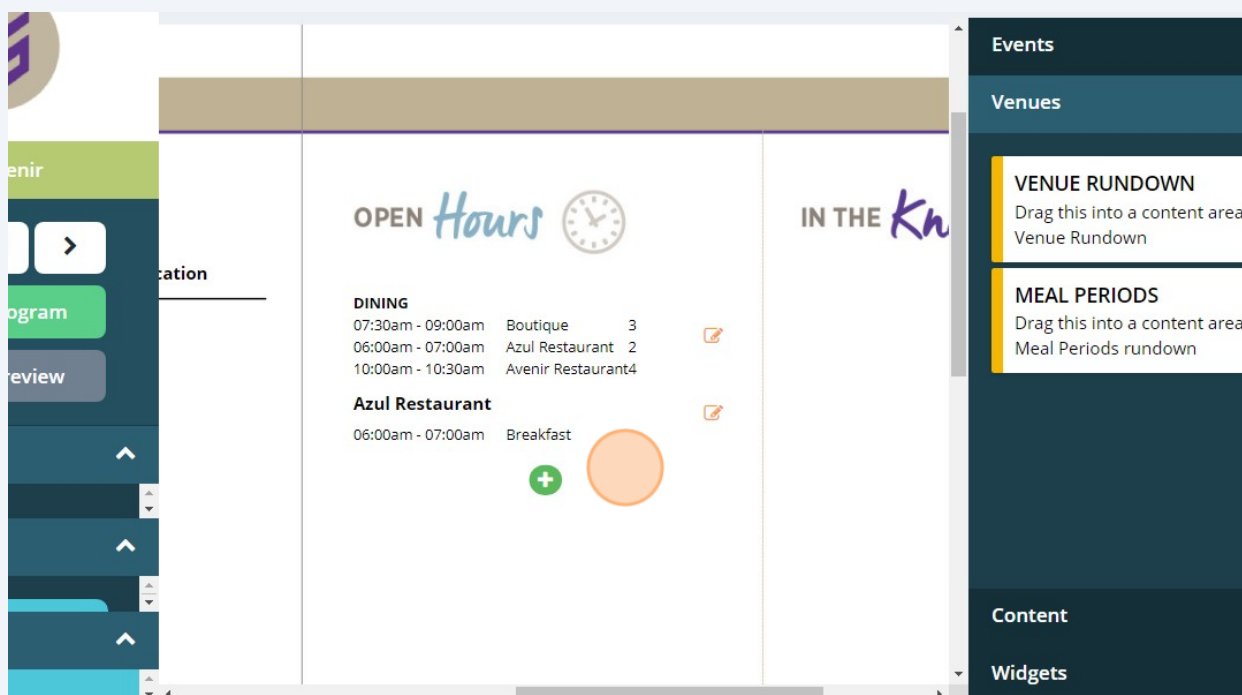 enir
ogram
review
cation
OPEN Hours
DINING
07:30am - 09:00am Boutique 3
06:00am - 07:00am Azul Restaurant 2
10:00am - 10:30am Avenir Restaurant4
Azul Restaurant
06:00am - 07:00am Breakfast
IN THE Kn
Events
Venues
VENUE RUNDOWN
Drag this into a content area
Venue Rundown
MEAL PERIODS
Drag this into a content area
Meal Periods rundown
Content
Widgets